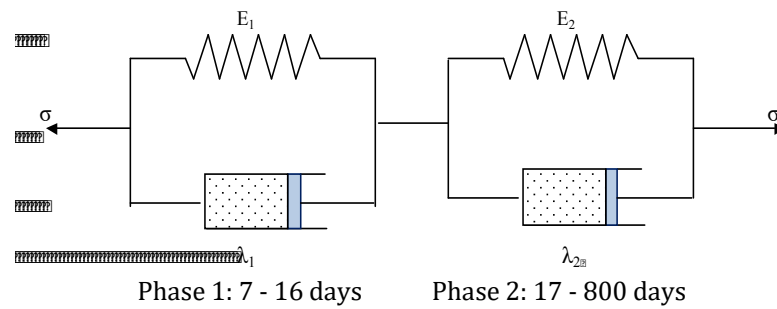 E₁ E₂
σ σ
λ₁ λ₂
Phase 1: 7 - 16 days Phase 2: 17 - 800 days